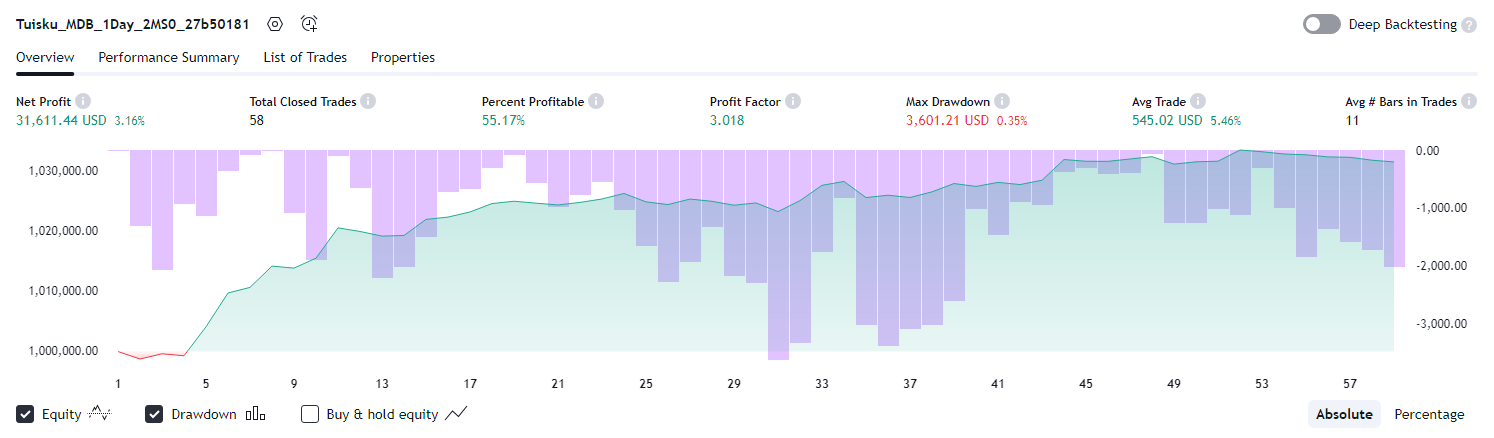 Tuisku_MDB_1Day_2MS0_27b50181
Deep Backtesting ?
Overview Performance Summary List of Trades Properties
Net Profit i Total Closed Trades i Percent Profitable i Profit Factor i Max Drawdown i Avg Trade i Avg # Bars in Trades i
31,611.44 USD 3.16% 58 55.17% 3.018 3,601.21 USD 0.35% 545.02 USD 5.46% 11
1,030,000.00
1,020,000.00
1,010,000.00
1,000,000.00
0.00
-1,000.00
-2,000.00
-3,000.00
1 5 9 13 17 21 25 29 33 37 41 45 49 53 57
Equity Drawdown Buy & hold equity Absolute Percentage